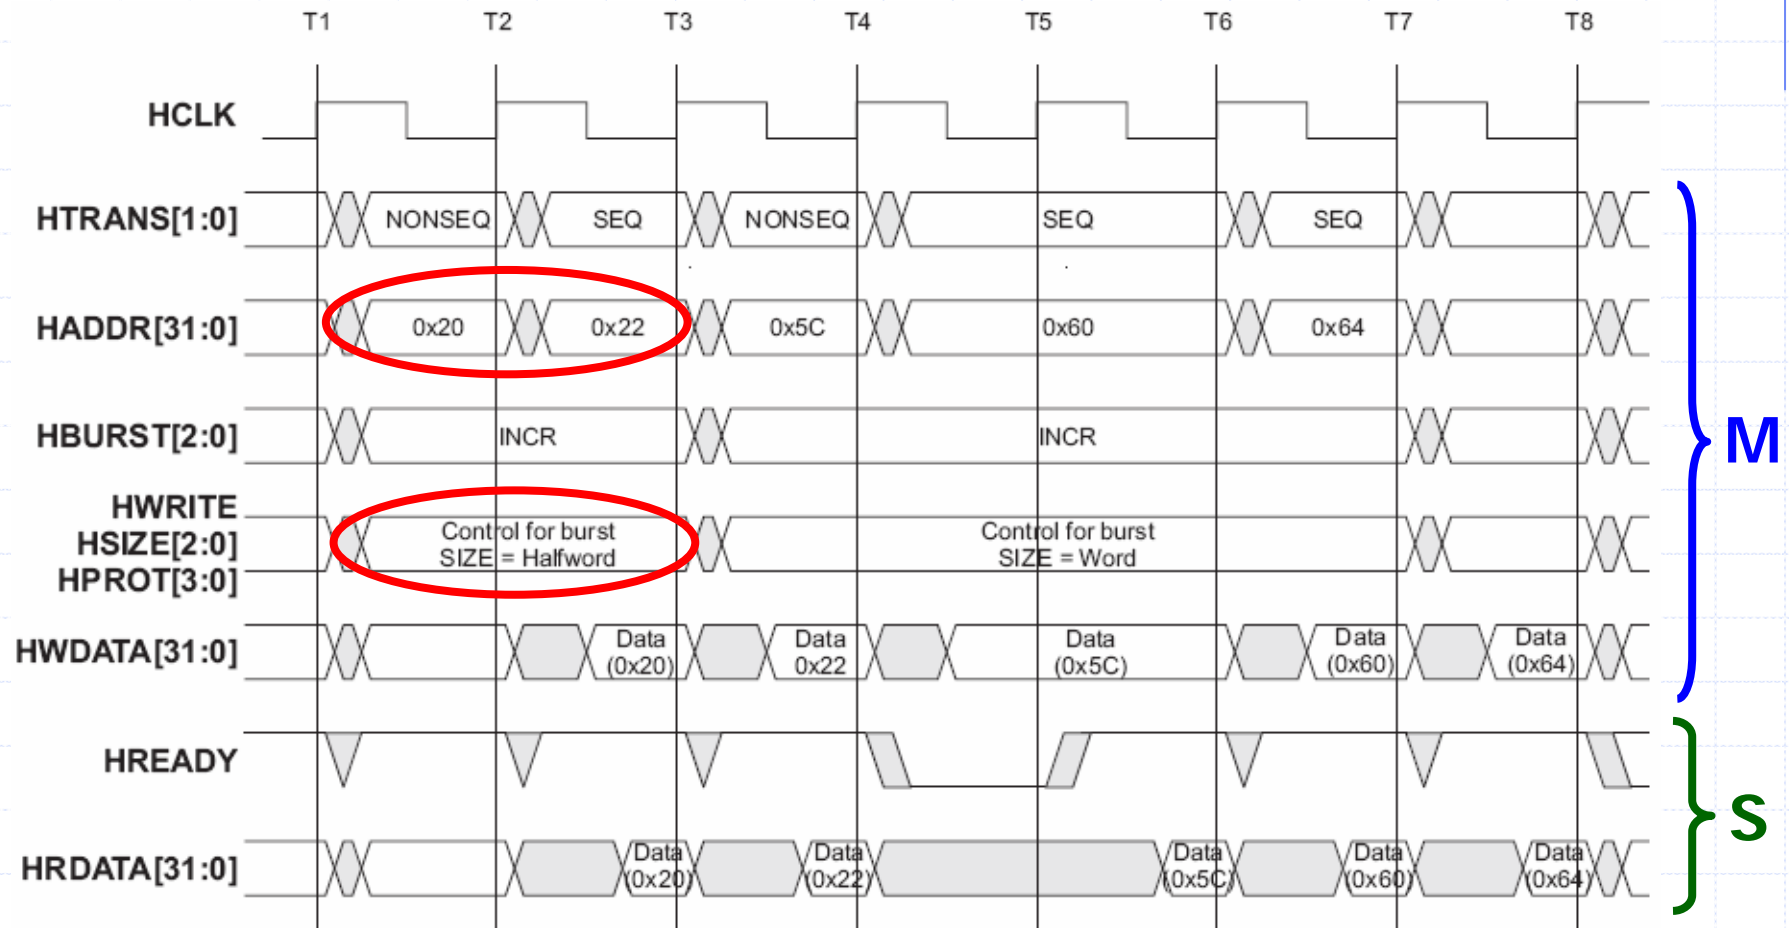 T1 T2 T3 T4 T5 T6 T7 T8
HCLK
HTRANS[1:0] NONSEQ SEQ NONSEQ SEQ SEQ
HADDR[31:0] 0x20 0x22 0x5C 0x60 0x64
HBURST[2:0] INCR INCR
HWRITE
HSIZE[2:0]
HPROT[3:0]
Control for burst
SIZE = Halfword
Control for burst
SIZE = Word
M
HWDATA[31:0]
Data
(0x20)
Data
0x22
Data
(0x5C)
Data
(0x60)
Data
(0x64)
HREADY
S
HRDATA[31:0]
Data
(0x20)
Data
(0x22)
Data
(0x5C)
Data
(0x60)
Data
(0x64)